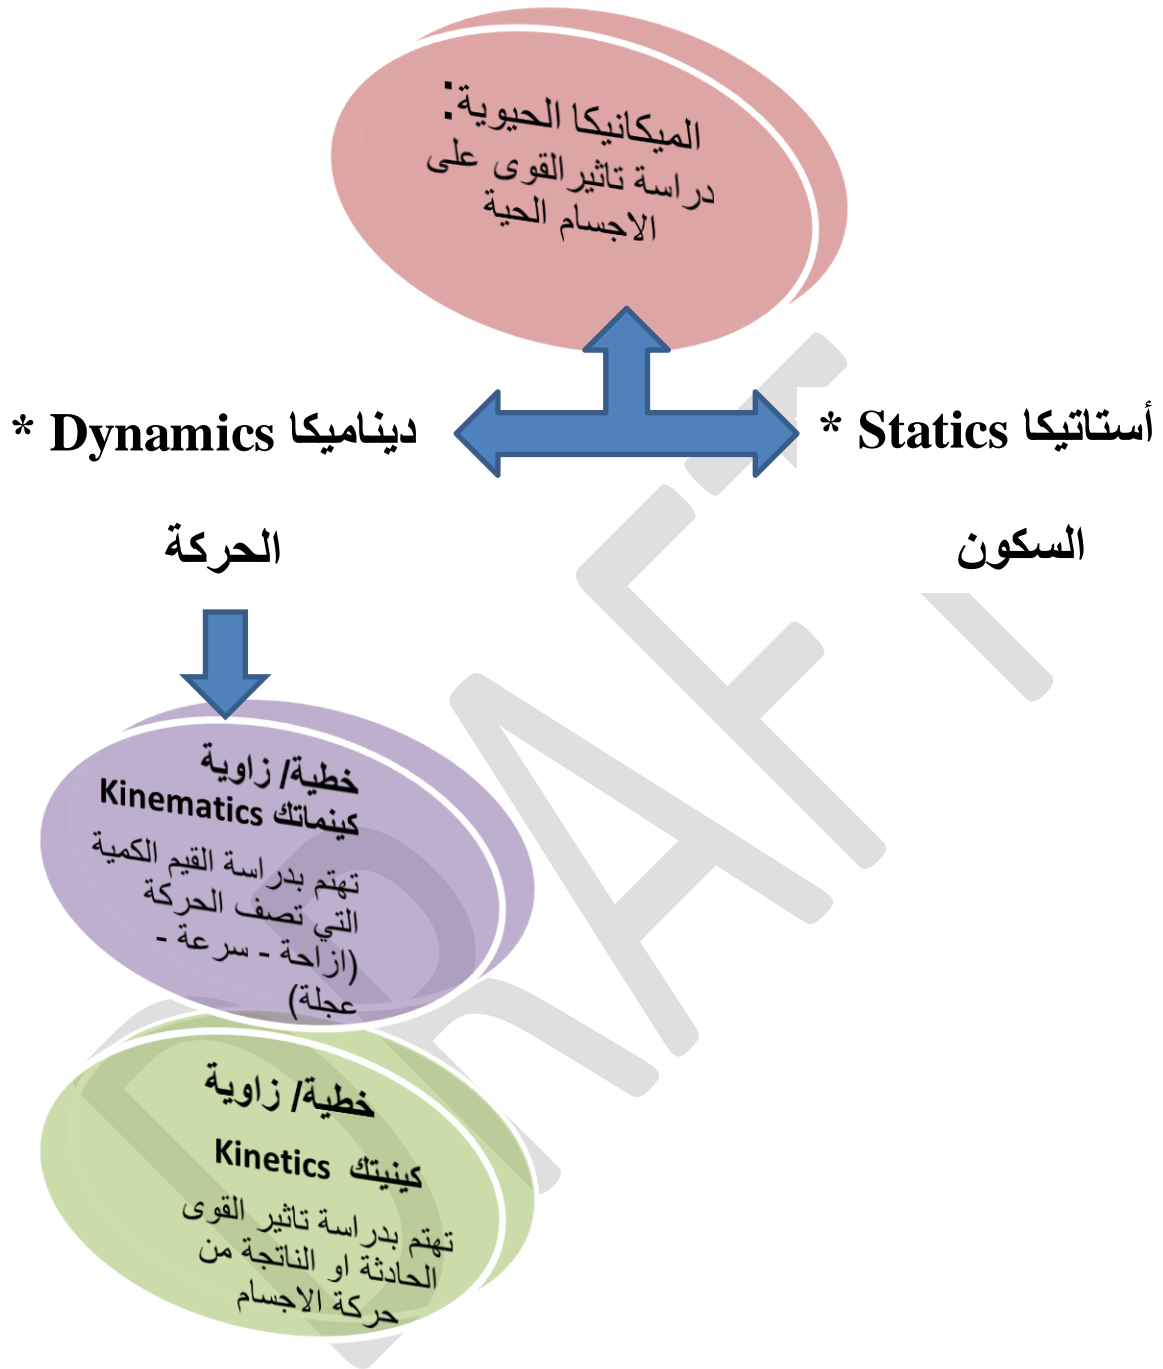 الميكانيكا الحيوية:
دراسة تاثيرالقوى على
الاجسام الحية
أستاتيكا Statics *
ديناميكا Dynamics *
السكون
الحركة
خطية/ زاوية
كينماتك Kinematics
تهتم بدراسة القيم الكمية
التي تصف الحركة
(ازاحة - سرعة -
عجلة)
خطية/ زاوية
كينيتك Kinetics
تهتم بدراسة تاثير القوى
الحادثة او الناتجة من
حركة الاجسام
DRAFT